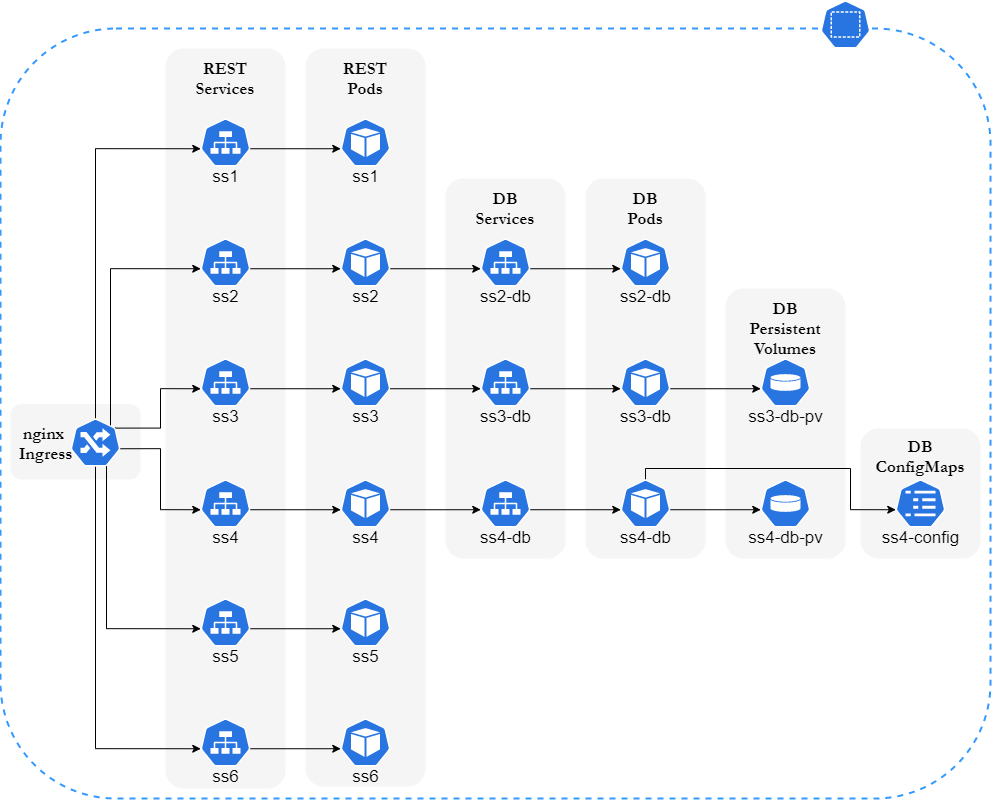 REST
Services
REST
Pods
ss1
ss1
DB
Services
DB
Pods
ss2
ss2
ss2-db
ss2-db
DB
Persistent
Volumes
ss3
ss3
ss3-db
ss3-db
ss3-db-pv
nginx
Ingress
DB
ConfigMaps
ss4
ss4
ss4-db
ss4-db
ss4-db-pv
ss4-config
ss5
ss5
ss6
ss6